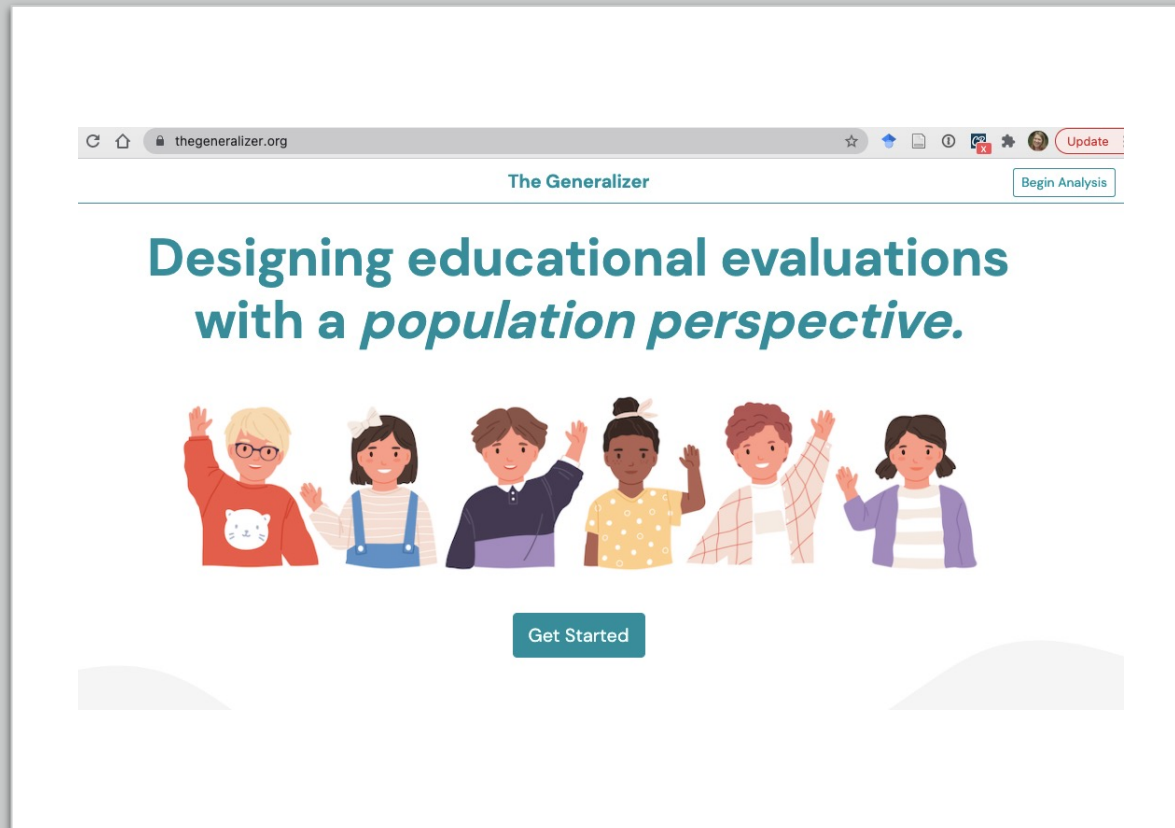 thegeneralizer.org
Update
The Generalizer
Begin Analysis
Designing educational evaluations
with a population perspective.
Get Started